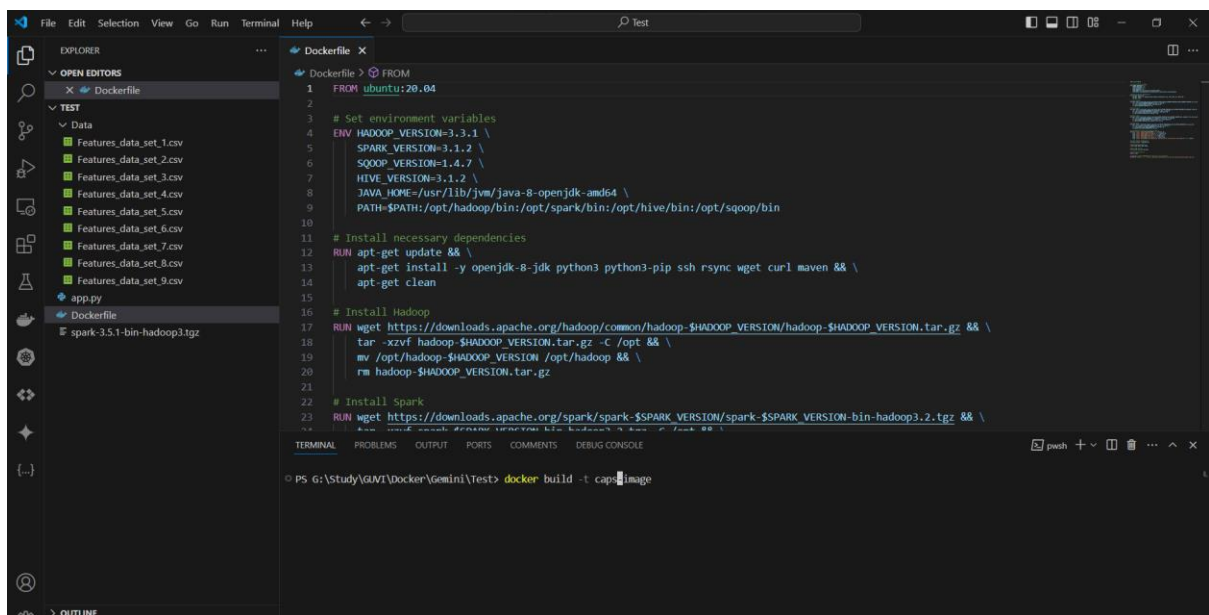 File Edit Selection View Go Run Terminal Help
Test
EXPLORER
OPEN EDITORS
Dockerfile
TEST
Data
Features_data_set_1.csv
Features_data_set_2.csv
Features_data_set_3.csv
Features_data_set_4.csv
Features_data_set_5.csv
Features_data_set_6.csv
Features_data_set_7.csv
Features_data_set_8.csv
Features_data_set_9.csv
app.py
Dockerfile
spark-3.5.1-bin-hadoop3.tgz
OUTLINE
Dockerfile
Dockerfile > FROM
1 FROM ubuntu:20.04
2
3 # Set environment variables
4 ENV HADOOP_VERSION=3.3.1 \
5 SPARK_VERSION=3.1.2 \
6 SQOOP_VERSION=1.4.7 \
7 HIVE_VERSION=3.1.2 \
8 JAVA_HOME=/usr/lib/jvm/java-8-openjdk-amd64 \
9 PATH=$PATH:/opt/hadoop/bin:/opt/spark/bin:/opt/hive/bin:/opt/sqoop/bin
10
11 # Install necessary dependencies
12 RUN apt-get update && \
13 apt-get install -y openjdk-8-jdk python3 python3-pip ssh rsync wget curl maven && \
14 apt-get clean
15
16 # Install Hadoop
17 RUN wget https://downloads.apache.org/hadoop/common/hadoop-$HADOOP_VERSION/hadoop-$HADOOP_VERSION.tar.gz && \
18 tar -xzvf hadoop-$HADOOP_VERSION.tar.gz -C /opt && \
19 mv /opt/hadoop-$HADOOP_VERSION /opt/hadoop && \
20 rm hadoop-$HADOOP_VERSION.tar.gz
21
22 # Install Spark
23 RUN wget https://downloads.apache.org/spark/spark-$SPARK_VERSION/spark-$SPARK_VERSION-bin-hadoop3.2.tgz && \
TERMINAL PROBLEMS OUTPUT PORTS COMMENTS DEBUG CONSOLE
pwsh
PS G:\Study\GUVI\Docker\Gemini\Test> docker build -t caps image